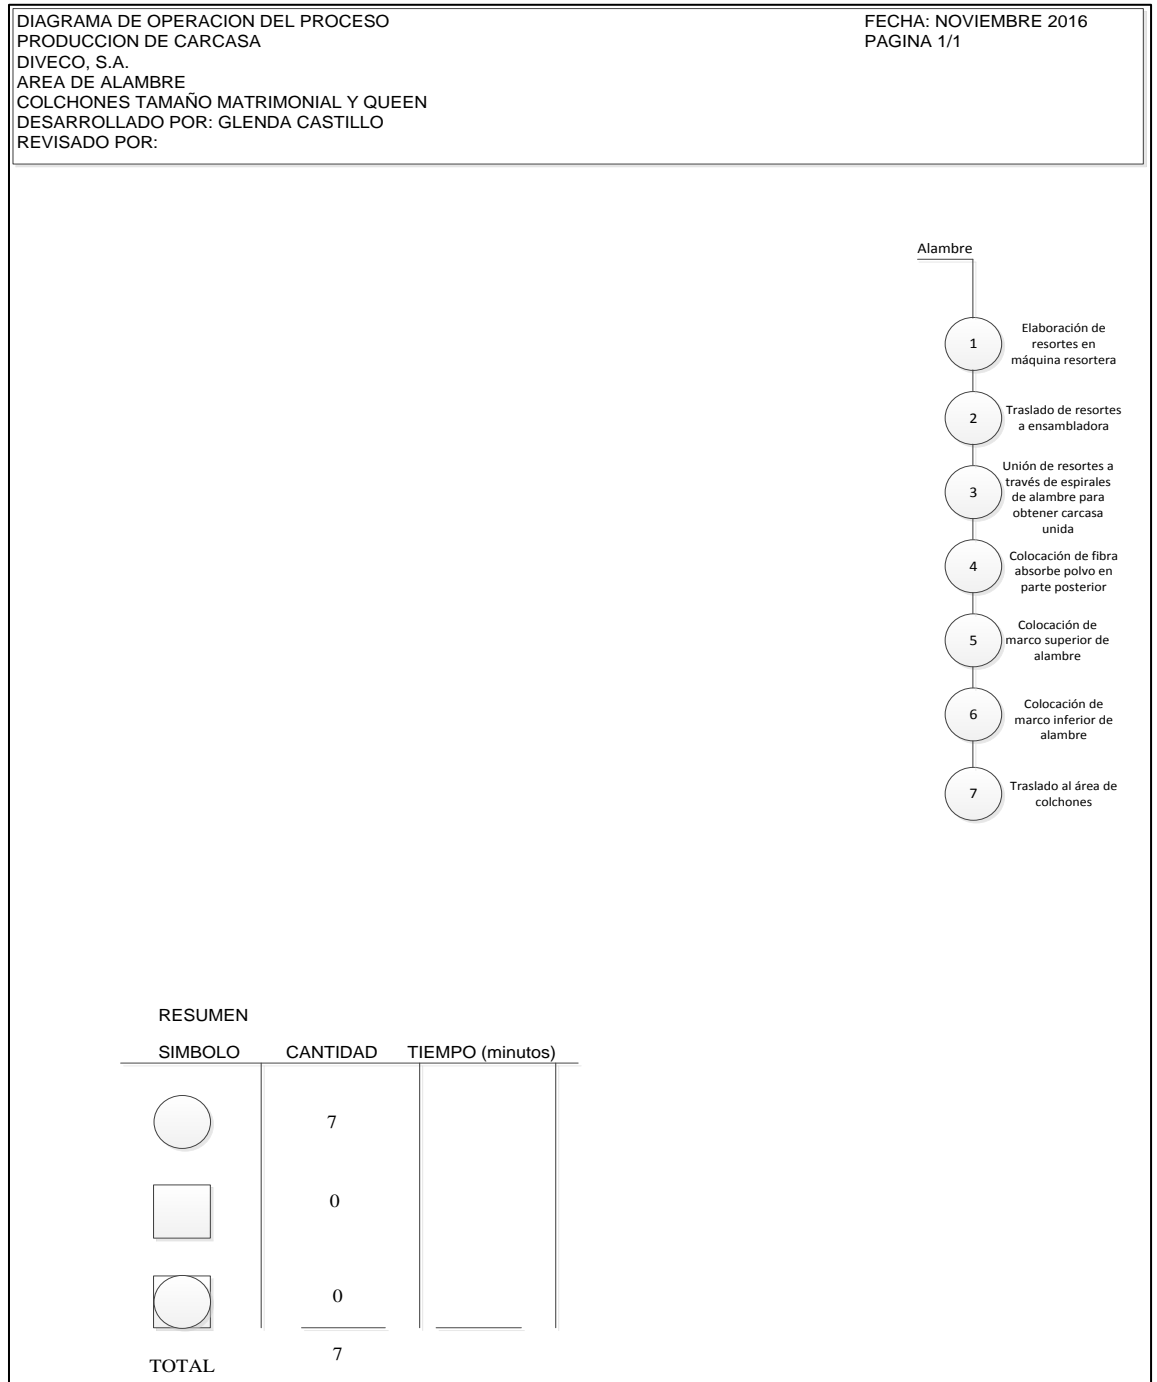 DIAGRAMA DE OPERACION DEL PROCESO
FECHA: NOVIEMBRE 2016
PRODUCCION DE CARCASA
PAGINA 1/1
DIVECO, S.A.
AREA DE ALAMBRE
COLCHONES TAMAÑO MATRIMONIAL Y QUEEN
DESARROLLADO POR: GLENDA CASTILLO
REVISADO POR:
Alambre
1
Elaboración de
resortes en
máquina resortera
2
Traslado de resortes
a ensambladora
3
Unión de resortes a
través de espirales
de alambre para
obtener carcasa
unida
4
Colocación de fibra
absorbe polvo en
parte posterior
5
Colocación de
marco superior de
alambre
6
Colocación de
marco inferior de
alambre
7
Traslado al área de
colchones
RESUMEN
SIMBOLO CANTIDAD TIEMPO (minutos)
7
0
0
TOTAL 7